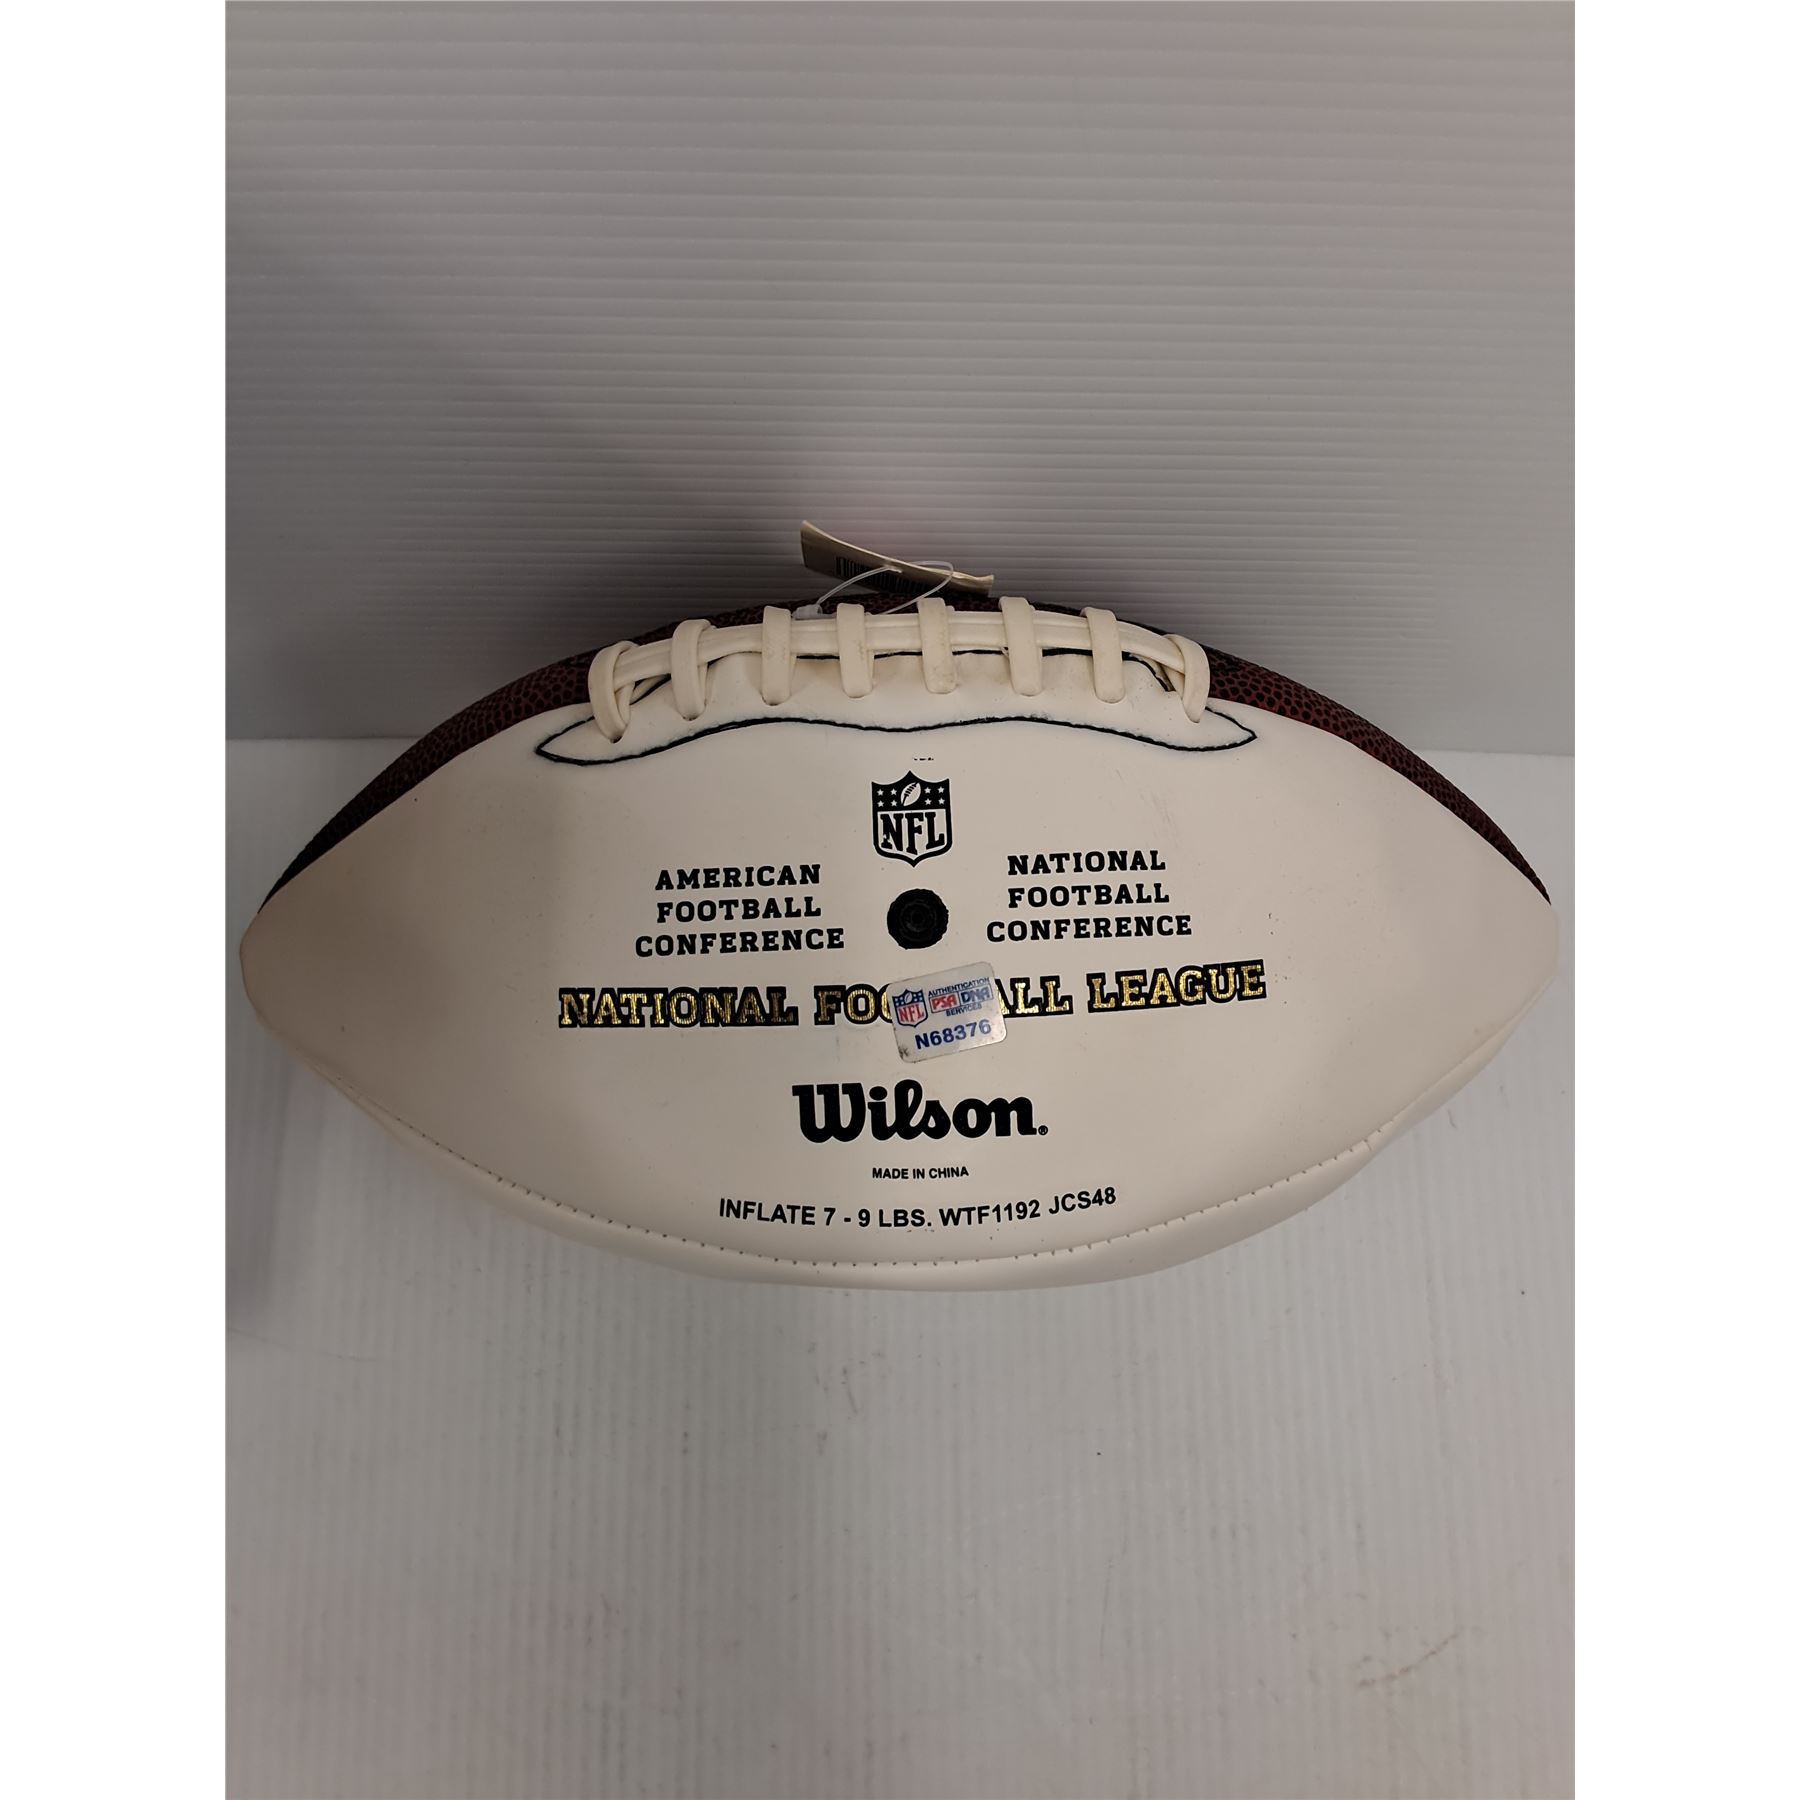 NFL
AMERICAN
FOOTBALL
CONFERENCE
NATIONAL
FOOTBALL
CONFERENCE
NATIONAL FO ALL LEAGUE
NFL
AUTHENTICATION
PSA DNA
SERVICES
N68376
Wilson®
MADE IN CHINA
INFLATE 7 - 9 LBS. WTF1192 JCS48